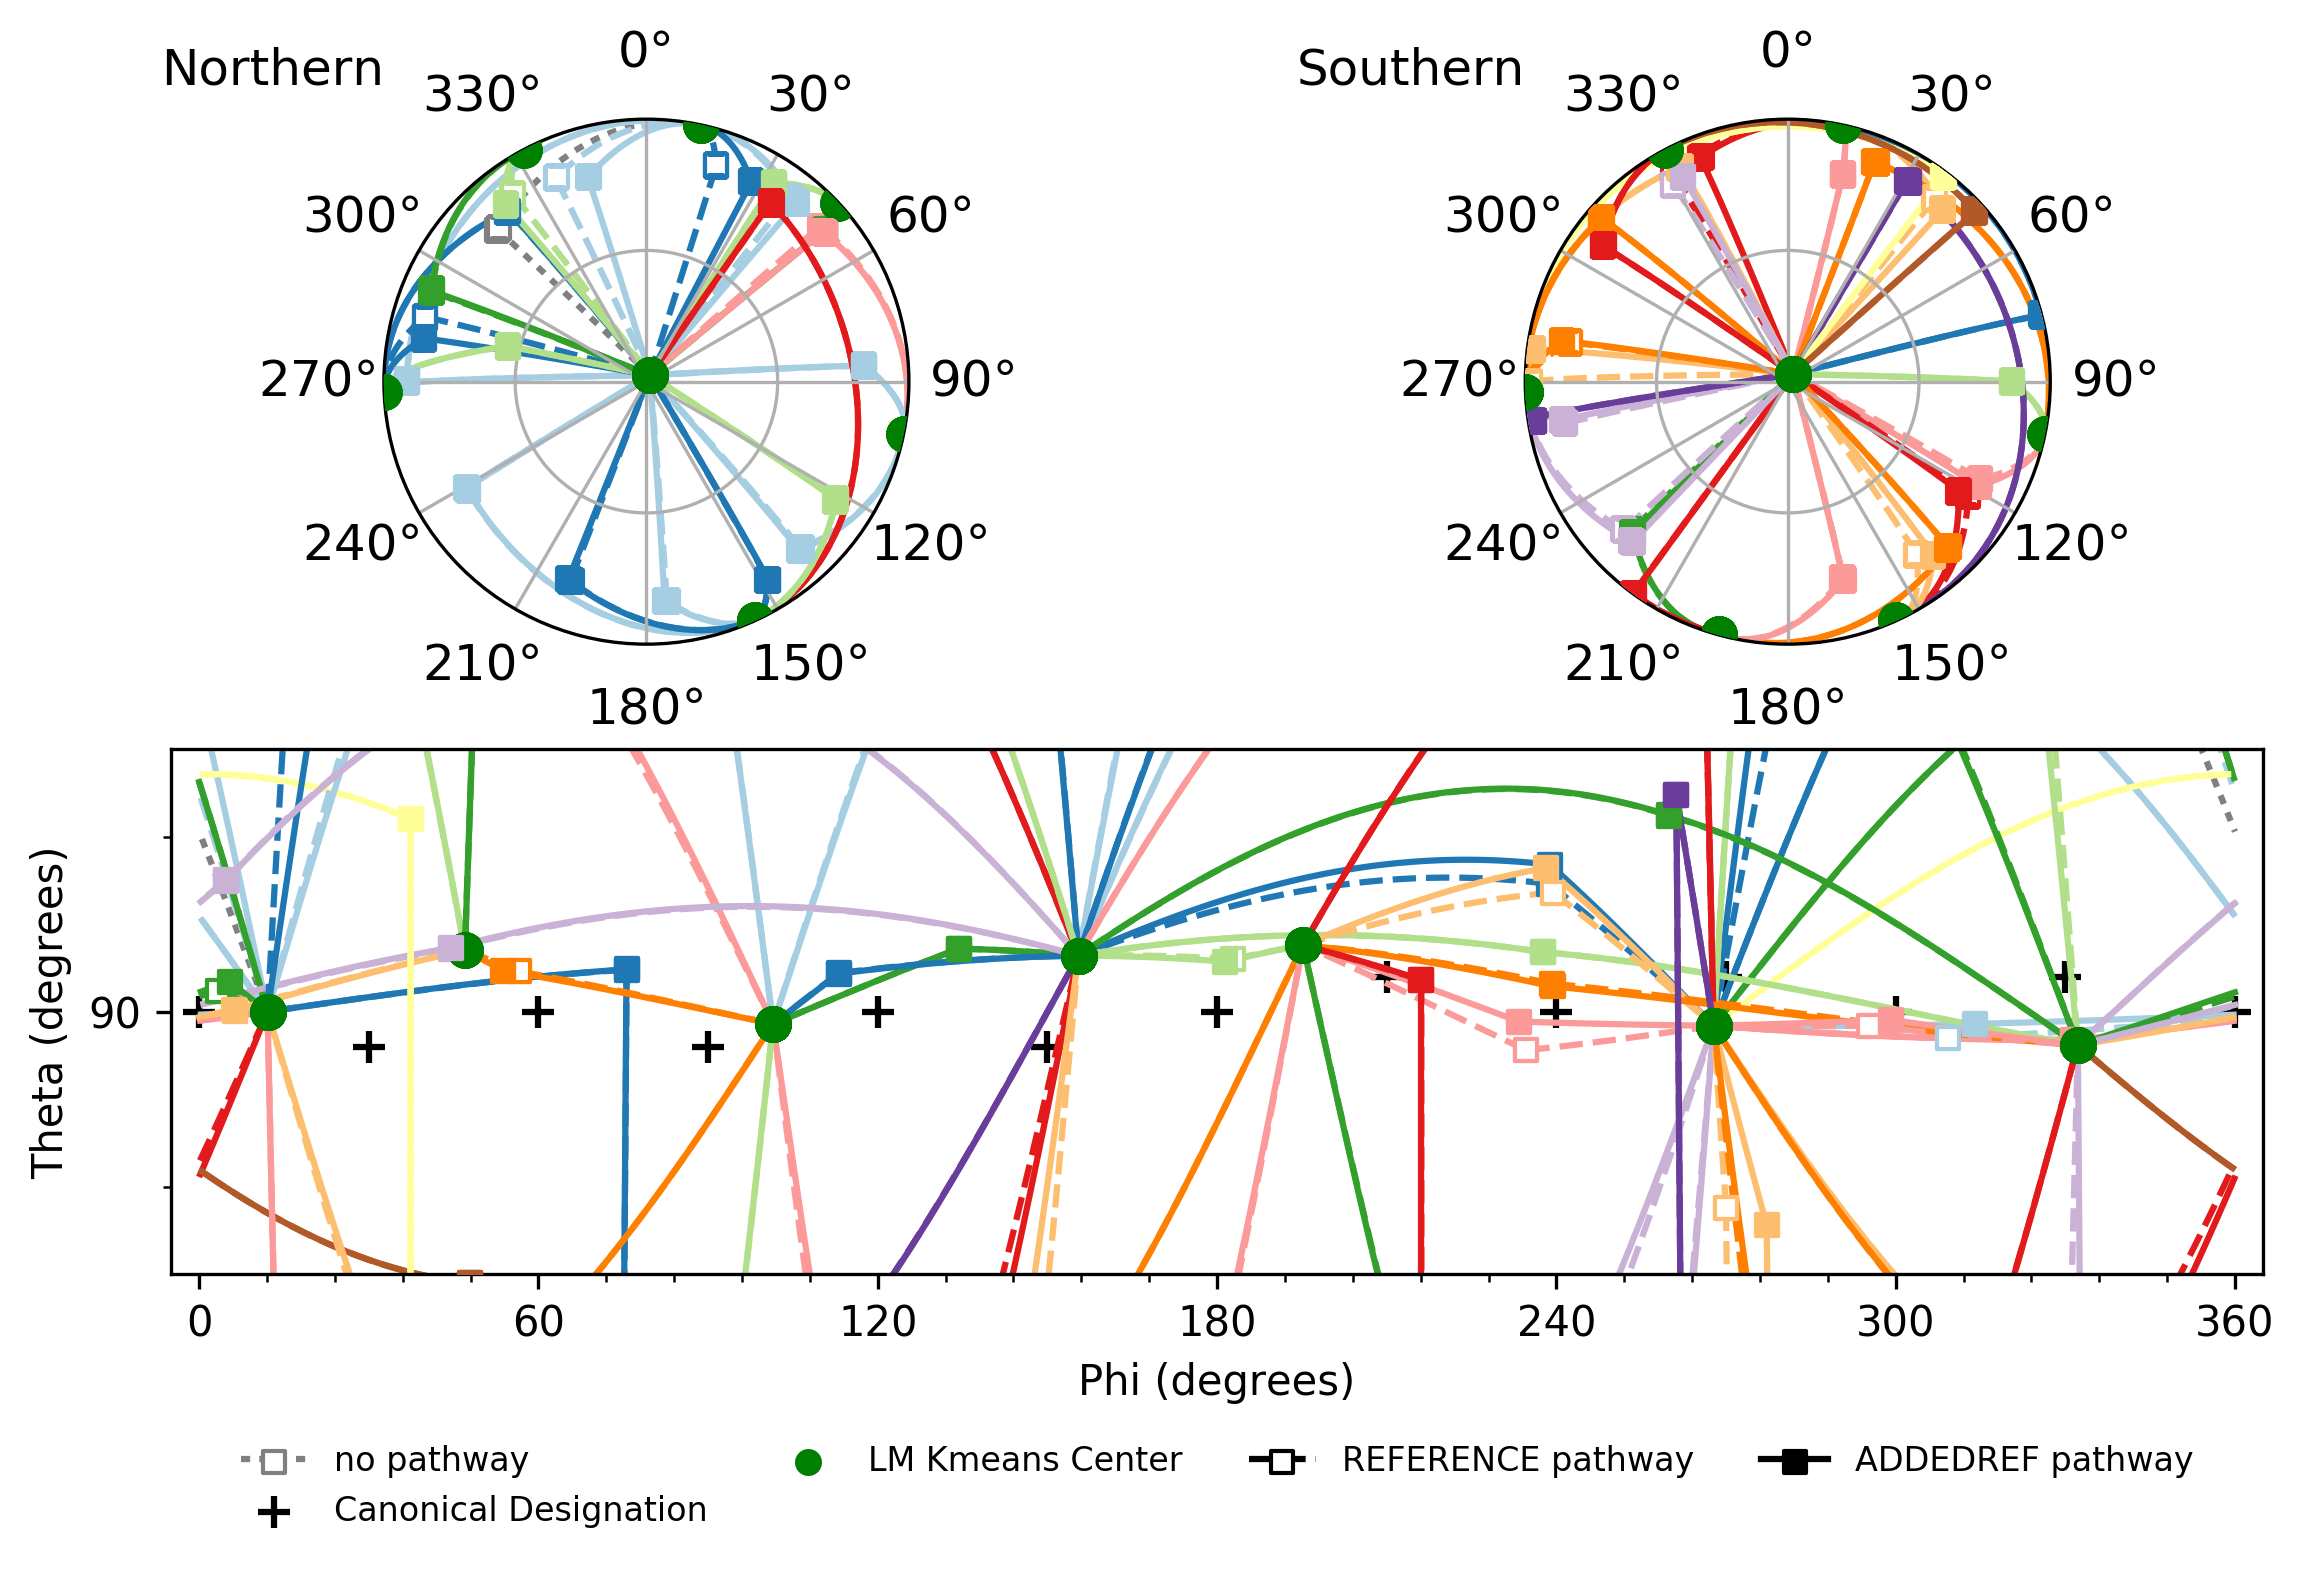 Northern
0°
30°
60°
90°
120°
150°
180°
210°
240°
270°
300°
330°
Southern
0°
30°
60°
90°
120°
150°
180°
210°
240°
270°
300°
330°
Theta (degrees)
90
0 60 120 180 240 300 360
Phi (degrees)
no pathway
Canonical Designation
LM Kmeans Center
REFERENCE pathway
ADDEDREF pathway